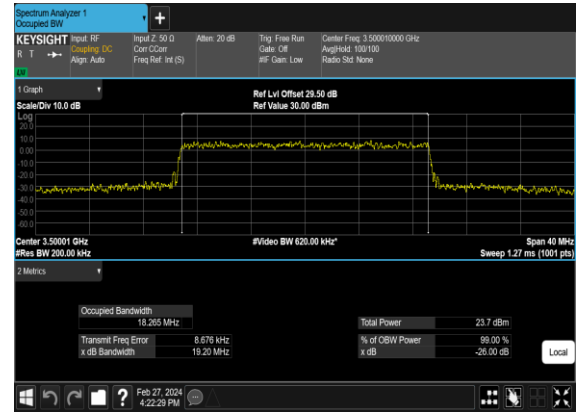 Spectrum Analyzer 1
Occupied BW
KEYSIGHT Input: RF Input Z: 50 Ω Atten: 20 dB Trig: Free Run Center Freq: 3.500010000 GHz
R T Coupling: DC Corr CCorr Gate: Off Avg|Hold: 100/100
Align: Auto Freq Ref: Int (S) #IF Gain: Low Radio Std: None
LXI
1 Graph
Ref Lvl Offset 29.50 dB
Scale/Div 10.0 dB Ref Value 30.00 dBm
Log
20.0
10.0
0.00
-10.0
-20.0
-30.0
-40.0
-50.0
-60.0
Center 3.50001 GHz #Video BW 620.00 kHz* Span 40 MHz
#Res BW 200.00 kHz Sweep 1.27 ms (1001 pts)
2 Metrics
Occupied Bandwidth
18.265 MHz Total Power 23.7 dBm
Transmit Freq Error 8.676 kHz % of OBW Power 99.00 %
x dB Bandwidth 19.20 MHz x dB -26.00 dB
Local
? Feb 27, 2024
4:22:29 PM